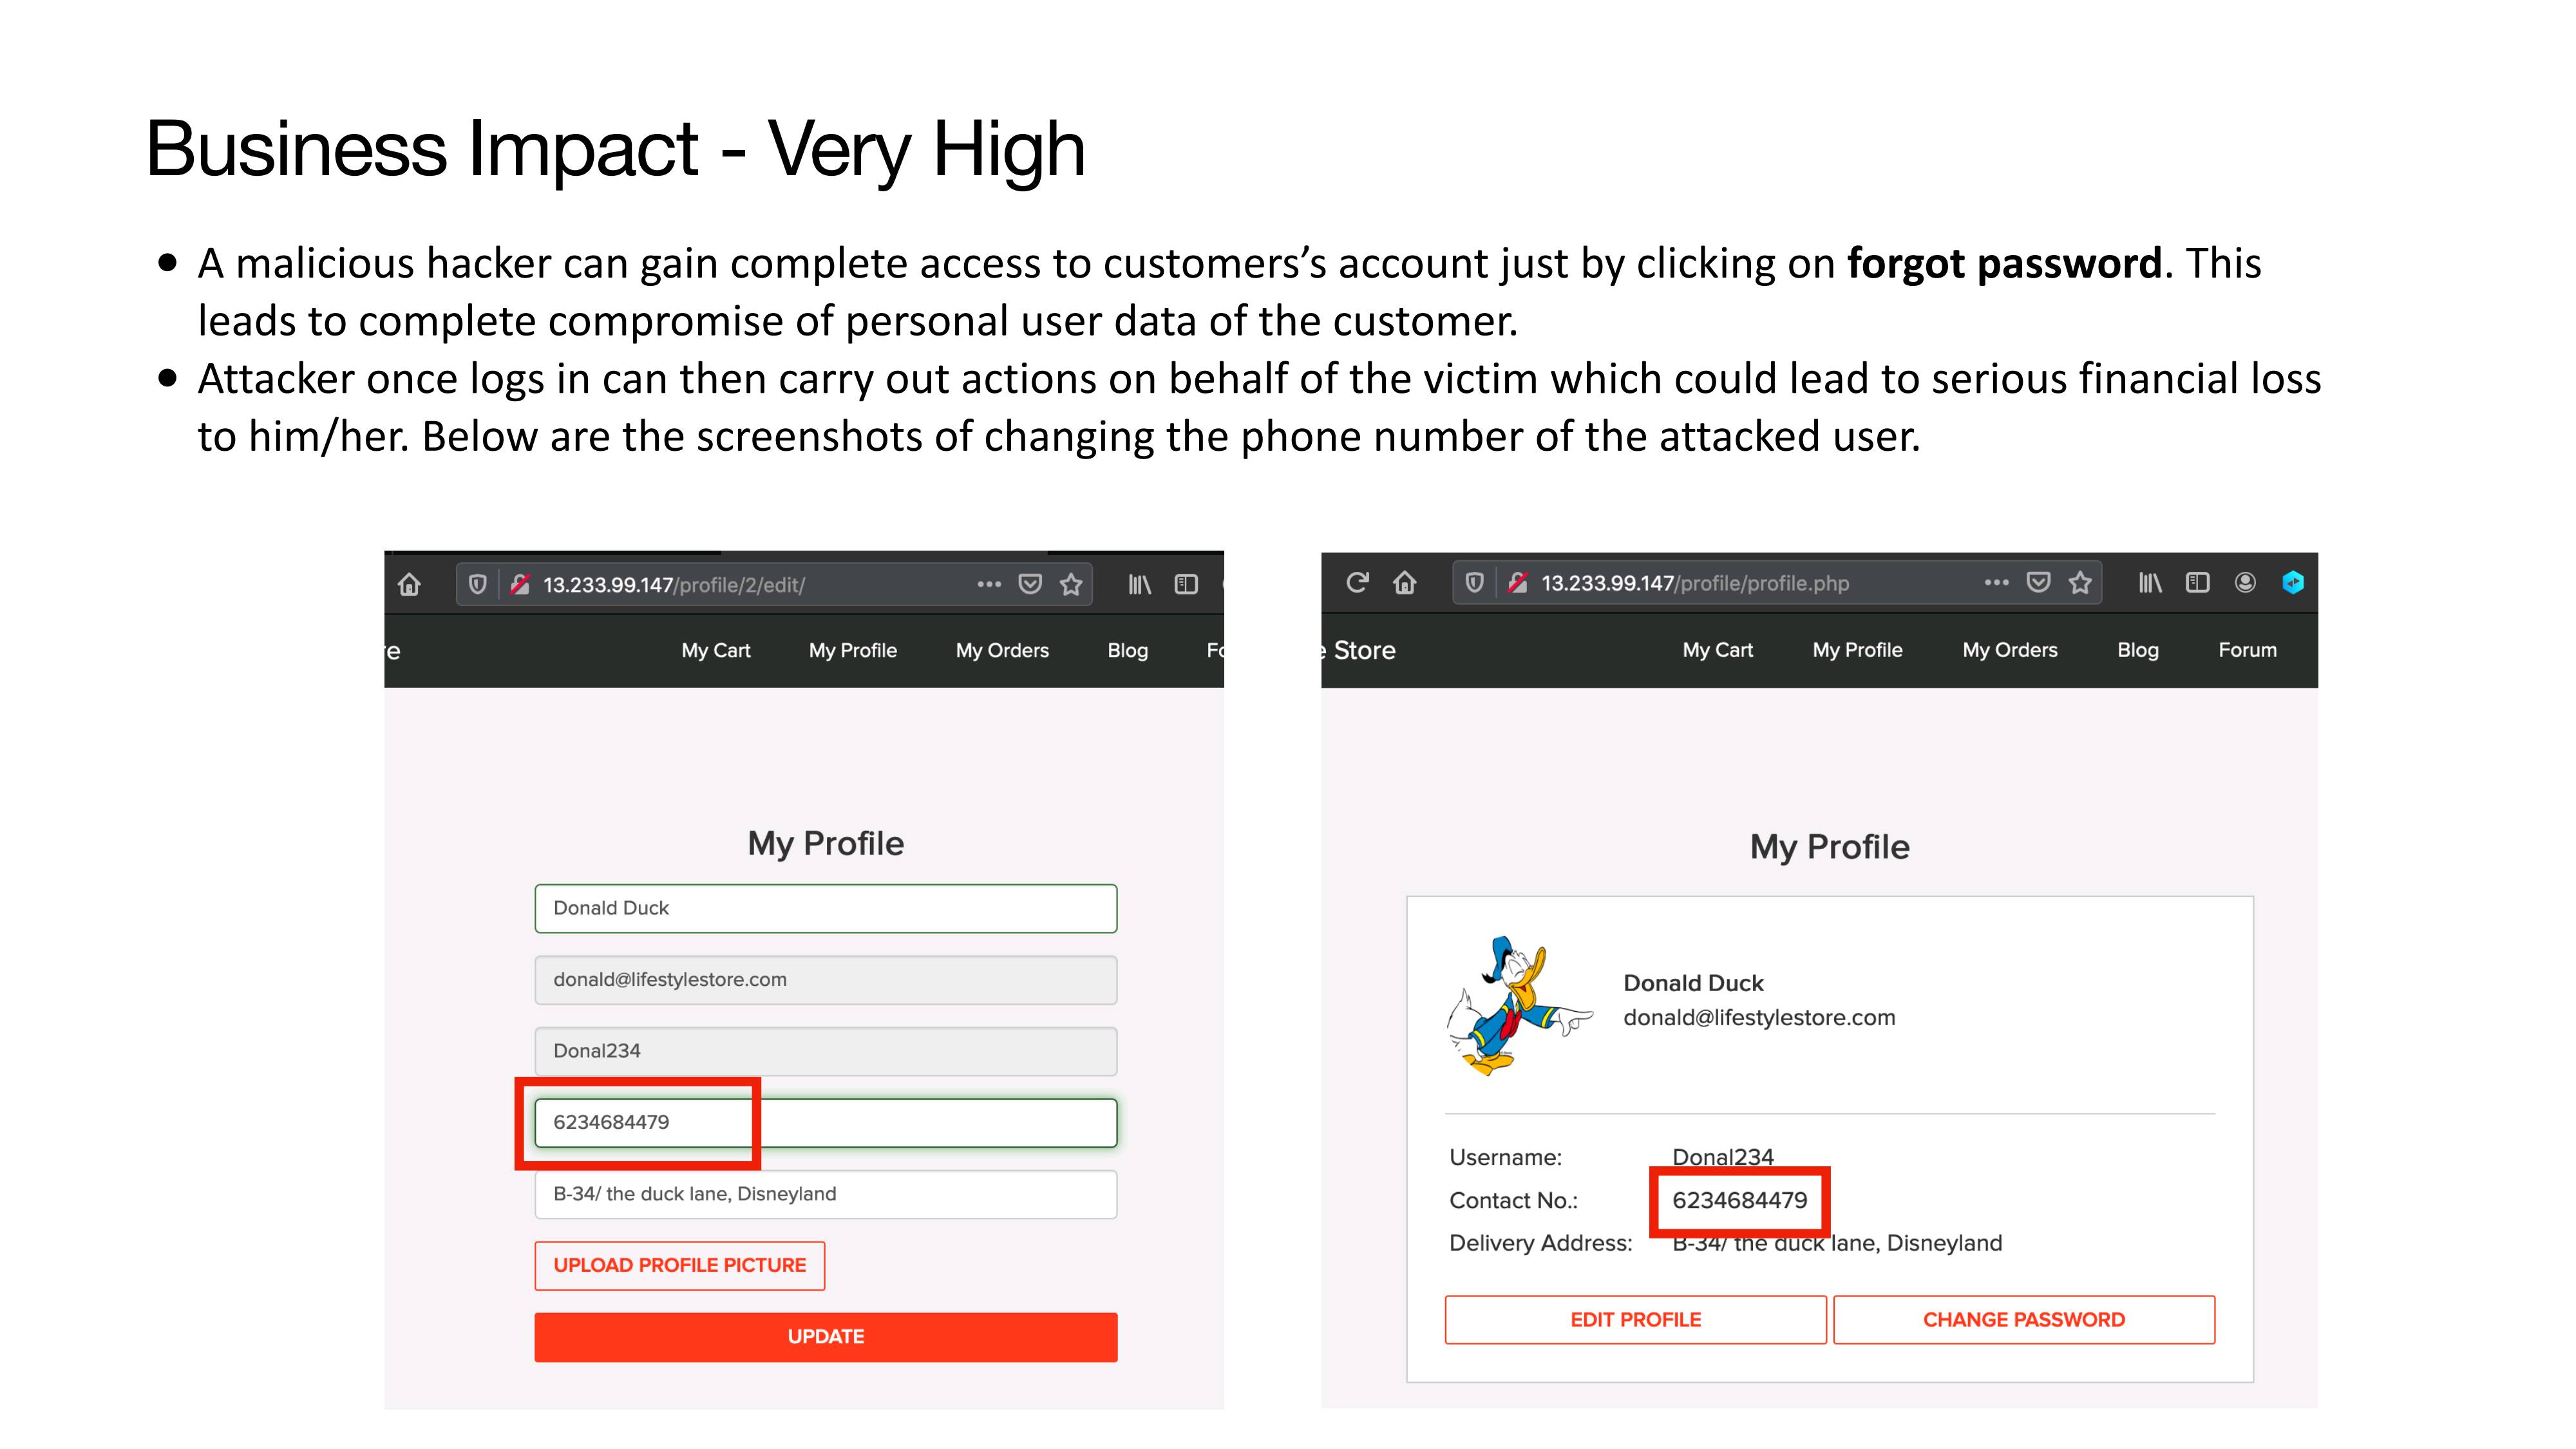 Business Impact - Very High
• A malicious hacker can gain complete access to customers’s account just by clicking on forgot password. This
leads to complete compromise of personal user data of the customer.
• Attacker once logs in can then carry out actions on behalf of the victim which could lead to serious financial loss
to him/her. Below are the screenshots of changing the phone number of the attacked user.
13.233.99.147/profile/2/edit/
e My Cart My Profile My Orders Blog Fo
My Profile
Donald Duck
donald@lifestylestore.com
Donal234
6234684479
B-34/ the duck lane, Disneyland
UPLOAD PROFILE PICTURE
UPDATE
13.233.99.147/profile/profile.php
e Store My Cart My Profile My Orders Blog Forum
My Profile
Donald Duck
donald@lifestylestore.com
Username: Donal234
Contact No.: 6234684479
Delivery Address: B-34/ the duck lane, Disneyland
EDIT PROFILE CHANGE PASSWORD